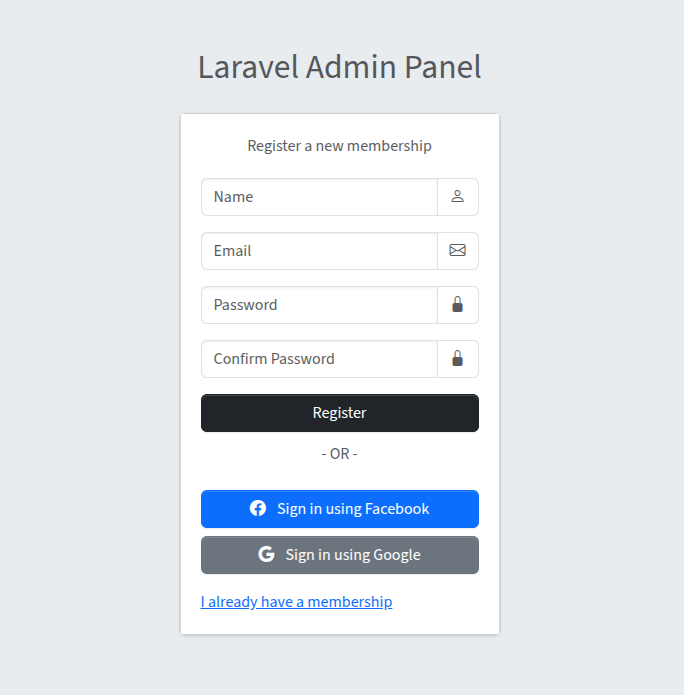 Laravel Admin Panel
Register a new membership
Name
Email
Password
Confirm Password
Register
- OR -
Sign in using Facebook
Sign in using Google
I already have a membership